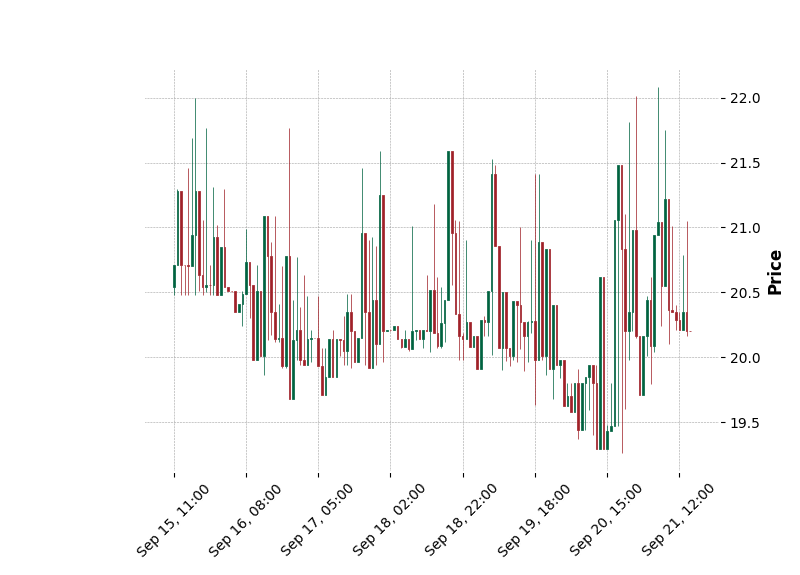 22.0
21.5
21.0
20.5
20.0
19.5
Price
Sep 15, 11:00
Sep 16, 08:00
Sep 17, 05:00
Sep 18, 02:00
Sep 18, 22:00
Sep 19, 18:00
Sep 20, 15:00
Sep 21, 12:00